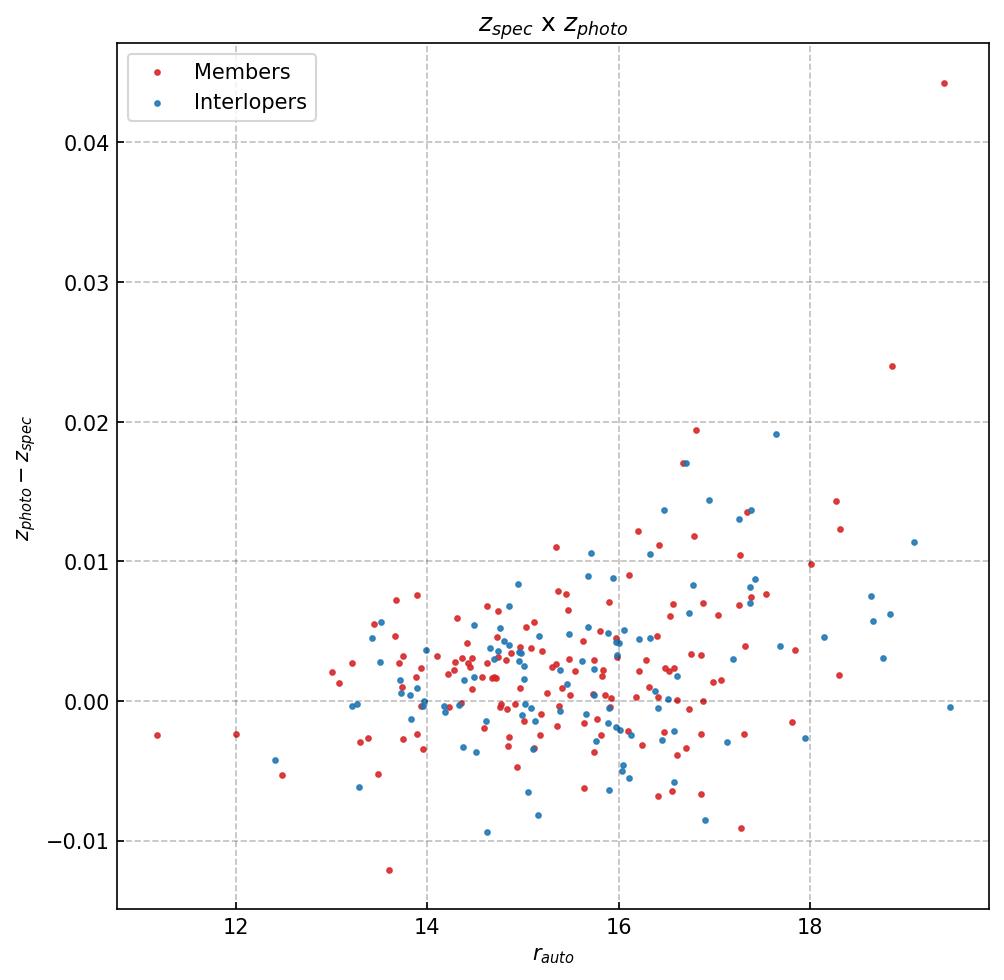 z_spec x z_photo
Members
Interlopers
0.04
0.03
0.02
0.01
0.00
−0.01
z_photo − z_spec
12 14 16 18
r_auto